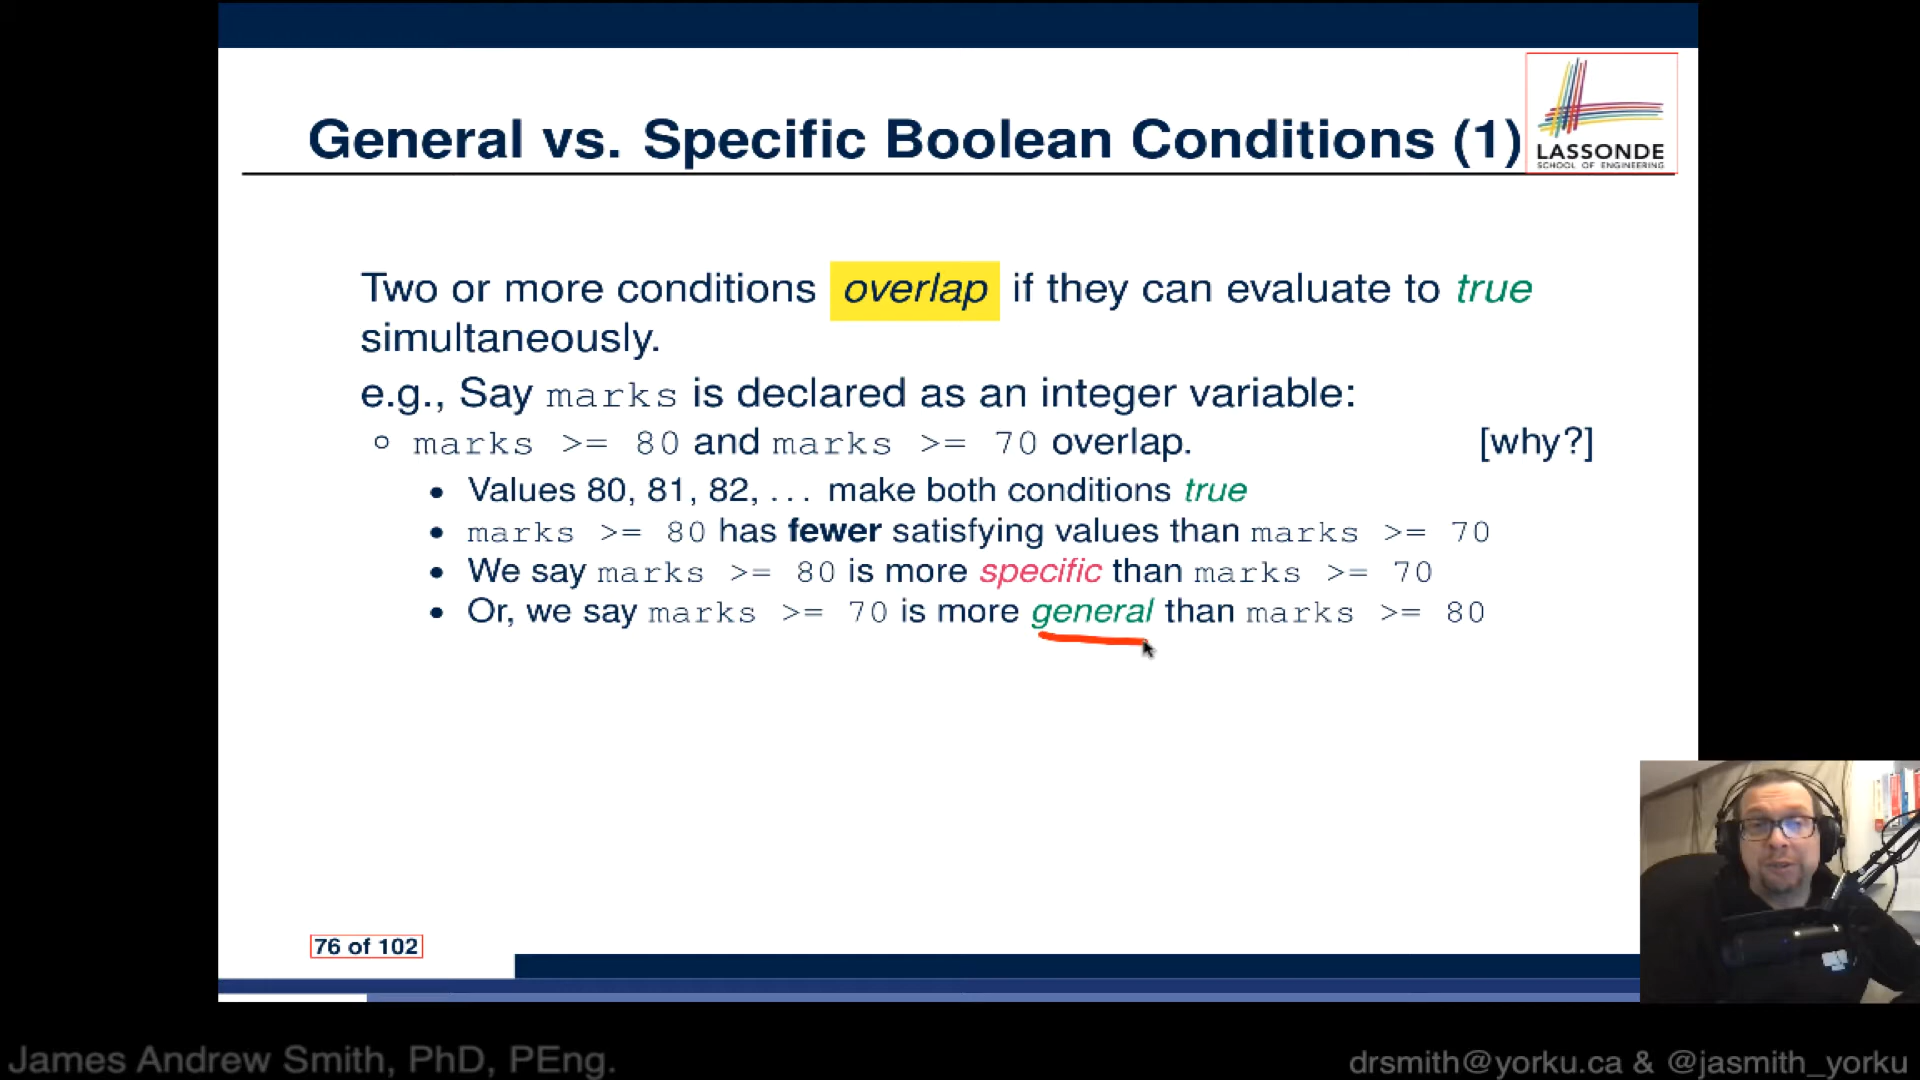 General vs. Specific Boolean Conditions (1)
LASSONDE
SCHOOL OF ENGINEERING
Two or more conditions overlap if they can evaluate to true
simultaneously.
e.g., Say marks is declared as an integer variable:
○ marks >= 80 and marks >= 70 overlap. [why?]
• Values 80, 81, 82, ... make both conditions true
• marks >= 80 has fewer satisfying values than marks >= 70
• We say marks >= 80 is more specific than marks >= 70
• Or, we say marks >= 70 is more general than marks >= 80
76 of 102
James Andrew Smith, PhD, PEng.
drsmith@yorku.ca & @jasmith_yorku